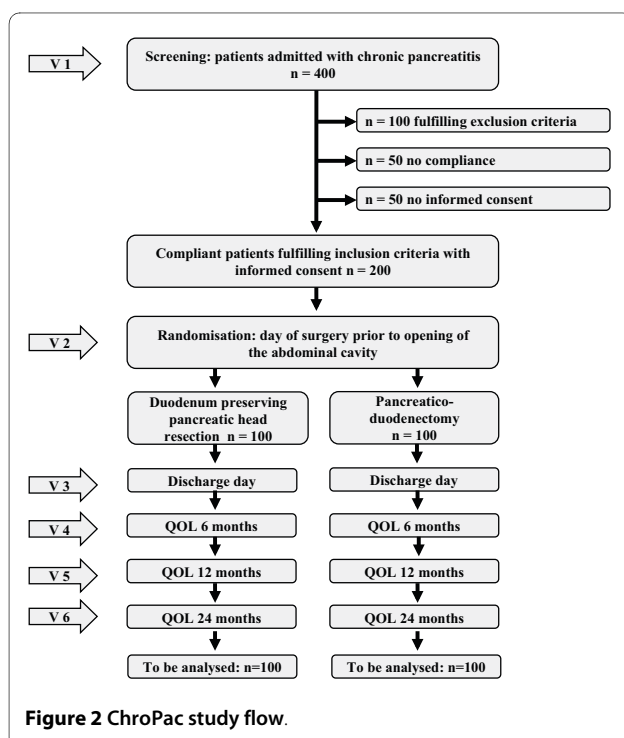 V 1
Screening: patients admitted with chronic pancreatitis
n = 400
n = 100 fulfilling exclusion criteria
n = 50 no compliance
n = 50 no informed consent
Compliant patients fulfilling inclusion criteria with
informed consent n = 200
V 2
Randomisation: day of surgery prior to opening of
the abdominal cavity
Duodenum preserving
pancreatic head
resection n = 100
Pancreatico-
duodenectomy
n = 100
V 3
Discharge day
Discharge day
V 4
QOL 6 months
QOL 6 months
V 5
QOL 12 months
QOL 12 months
V 6
QOL 24 months
QOL 24 months
To be analysed: n=100
To be analysed: n=100
Figure 2 ChroPac study flow.